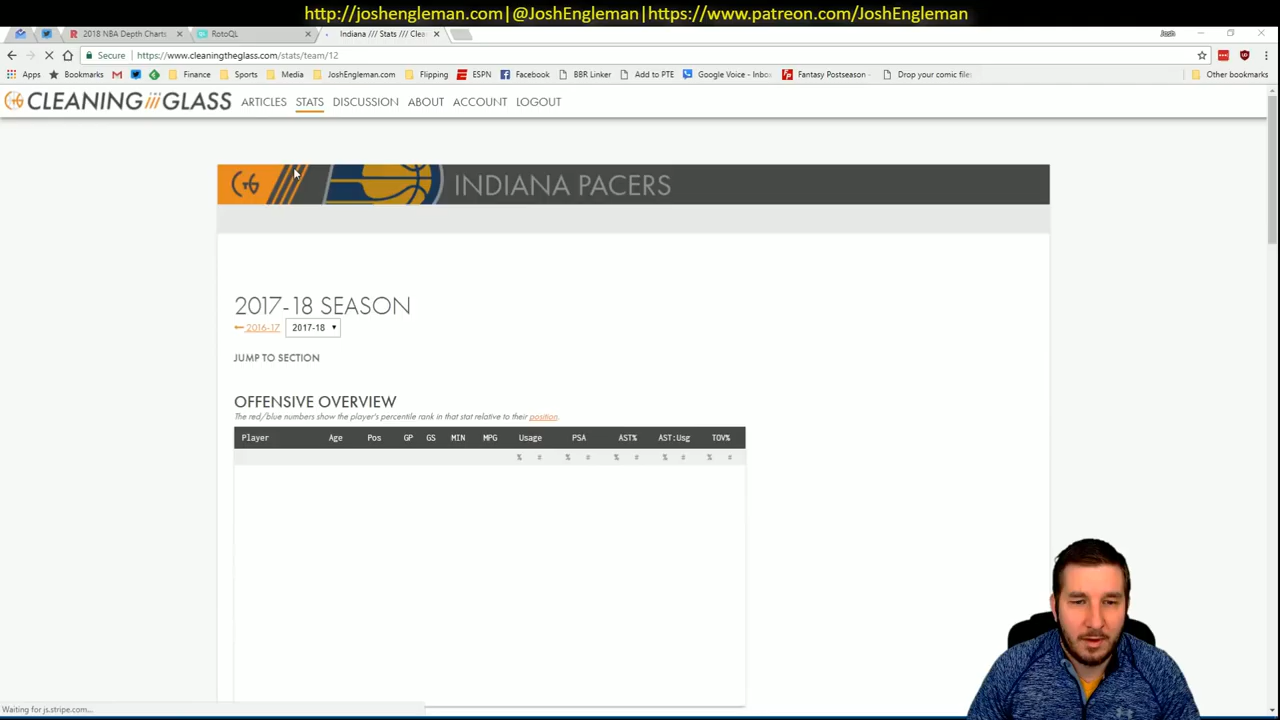 http://joshengleman.com|@JoshEngleman|https://www.patreon.com/JoshEngleman
2018 NBA Depth Charts
RotoQL
Indiana /// Stats /// Clea
Josh
Secure
https://www.cleaningtheglass.com/stats/team/12
Apps
Bookmarks
Finance
Sports
Media
JoshEngleman.com
Flipping
ESPN
Facebook
BBR Linker
Add to PTE
Google Voice - Inbo
Fantasy Postseason -
Drop your comic files
Other bookmarks
CLEANING GLASS
ARTICLES
STATS
DISCUSSION
ABOUT
ACCOUNT
LOGOUT
CTG
INDIANA PACERS
2017-18 SEASON
2016-17
2017-18
JUMP TO SECTION
OFFENSIVE OVERVIEW
The red/blue numbers show the player's percentile rank in that stat relative to their position.
Player Age Pos GP GS MIN MPG Usage PSA AST% AST:Usg TOV%
% # % # % # % # % #
Waiting for js.stripe.com...